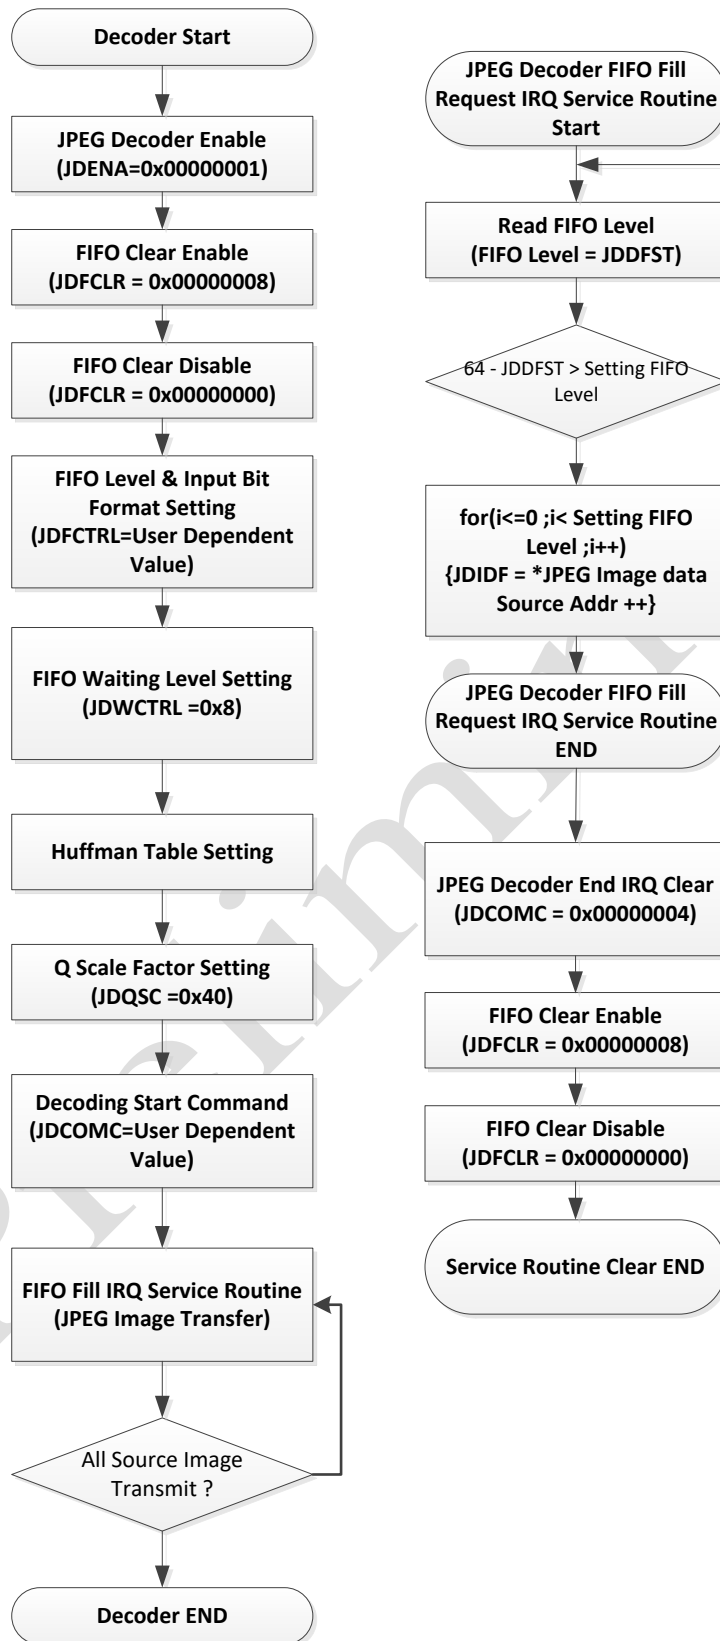 Decoder Start
JPEG Decoder Enable
(JDENA=0x00000001)
FIFO Clear Enable
(JDFCLR = 0x00000008)
FIFO Clear Disable
(JDFCLR = 0x00000000)
FIFO Level & Input Bit
Format Setting
(JDFCTRL=User Dependent
Value)
FIFO Waiting Level Setting
(JDWCTRL =0x8)
Huffman Table Setting
Q Scale Factor Setting
(JDQSC =0x40)
Decoding Start Command
(JDCOMC=User Dependent
Value)
FIFO Fill IRQ Service Routine
(JPEG Image Transfer)
All Source Image
Transmit ?
Decoder END
JPEG Decoder FIFO Fill
Request IRQ Service Routine
Start
Read FIFO Level
(FIFO Level = JDDFST)
64 - JDDFST > Setting FIFO
Level
for(i<=0 ;i< Setting FIFO
Level ;i++)
{JDIDF = *JPEG Image data
Source Addr ++}
JPEG Decoder FIFO Fill
Request IRQ Service Routine
END
JPEG Decoder End IRQ Clear
(JDCOMC = 0x00000004)
FIFO Clear Enable
(JDFCLR = 0x00000008)
FIFO Clear Disable
(JDFCLR = 0x00000000)
Service Routine Clear END